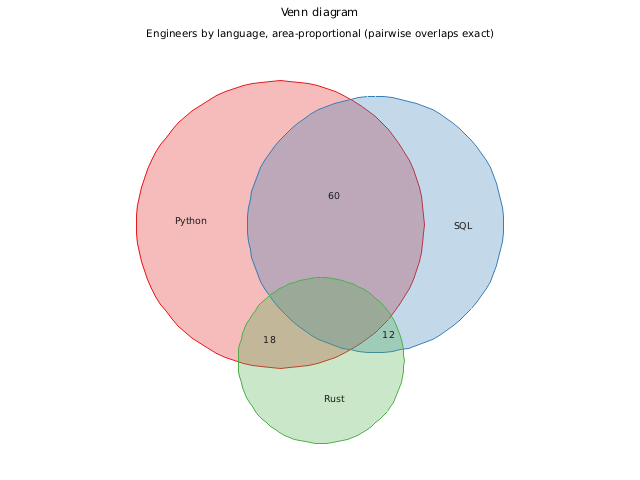 Venn diagram
Engineers by language, area-proportional (pairwise overlaps exact)
60
Python
SQL
12
18
Rust